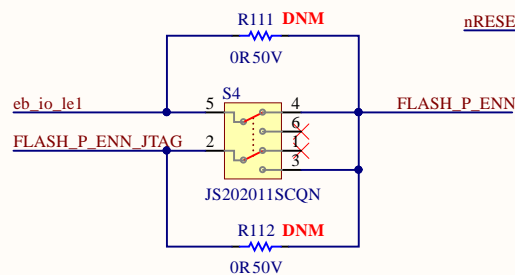 R111 DNM
nRESE
0R50V
S4
eb_io_le1 5 4 FLASH_P_ENN
6
FLASH_P_ENN_JTAG 2 1
3
JS202011SCQN
R112 DNM
0R50V